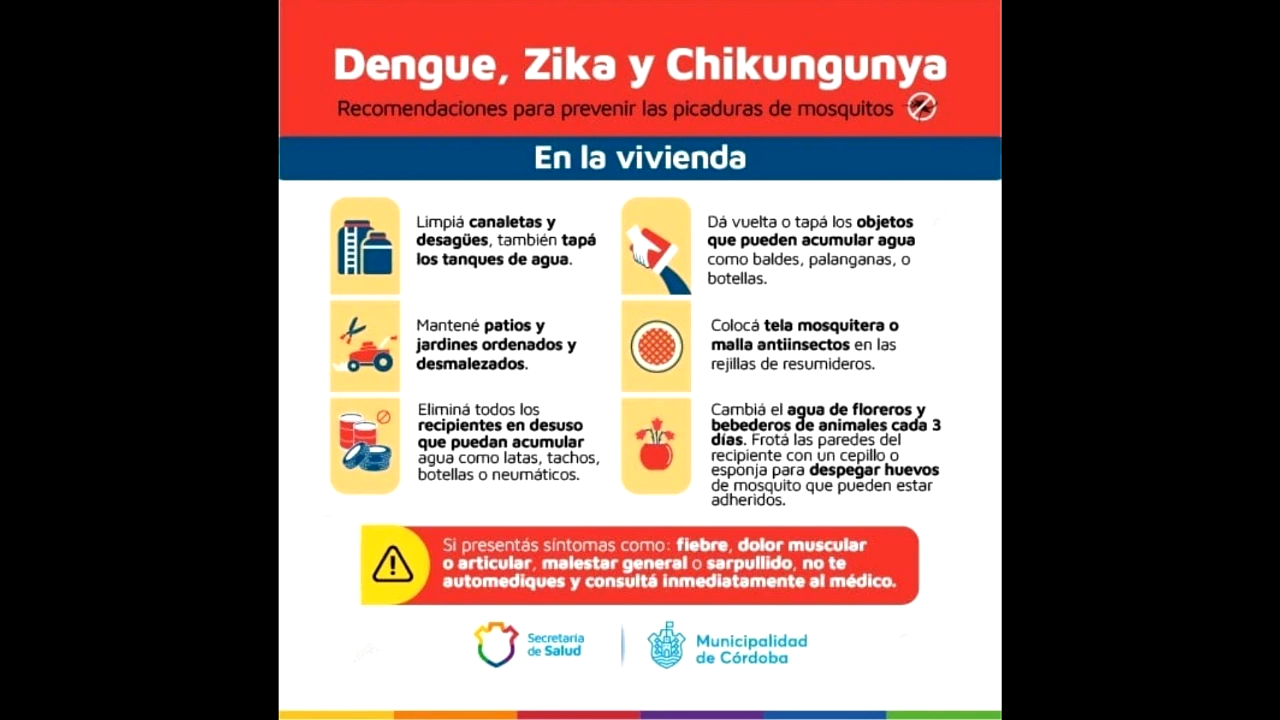 Dengue, Zika y Chikungunya
Recomendaciones para prevenir las picaduras de mosquitos
En la vivienda
Limpiá canaletas y
desagües, también tapá
los tanques de agua.
Dá vuelta o tapá los objetos
que pueden acumular agua
como baldes, palanganas, o
botellas.
Mantené patios y
jardines ordenados y
desmalezados.
Colocá tela mosquitera o
malla antiinsectos en las
rejillas de resumideros.
Eliminá todos los
recipientes en desuso
que puedan acumular
agua como latas, tachos,
botellas o neumáticos.
Cambiá el agua de floreros y
bebederos de animales cada 3
días. Frotá las paredes del
recipiente con un cepillo o
esponja para despegar huevos
de mosquito que pueden estar
adheridos.
Si presentás síntomas como: fiebre, dolor muscular
o articular, malestar general o sarpullido, no te
automediques y consultá inmediatamente al médico.
Secretaría
de Salud
Municipalidad
de Córdoba